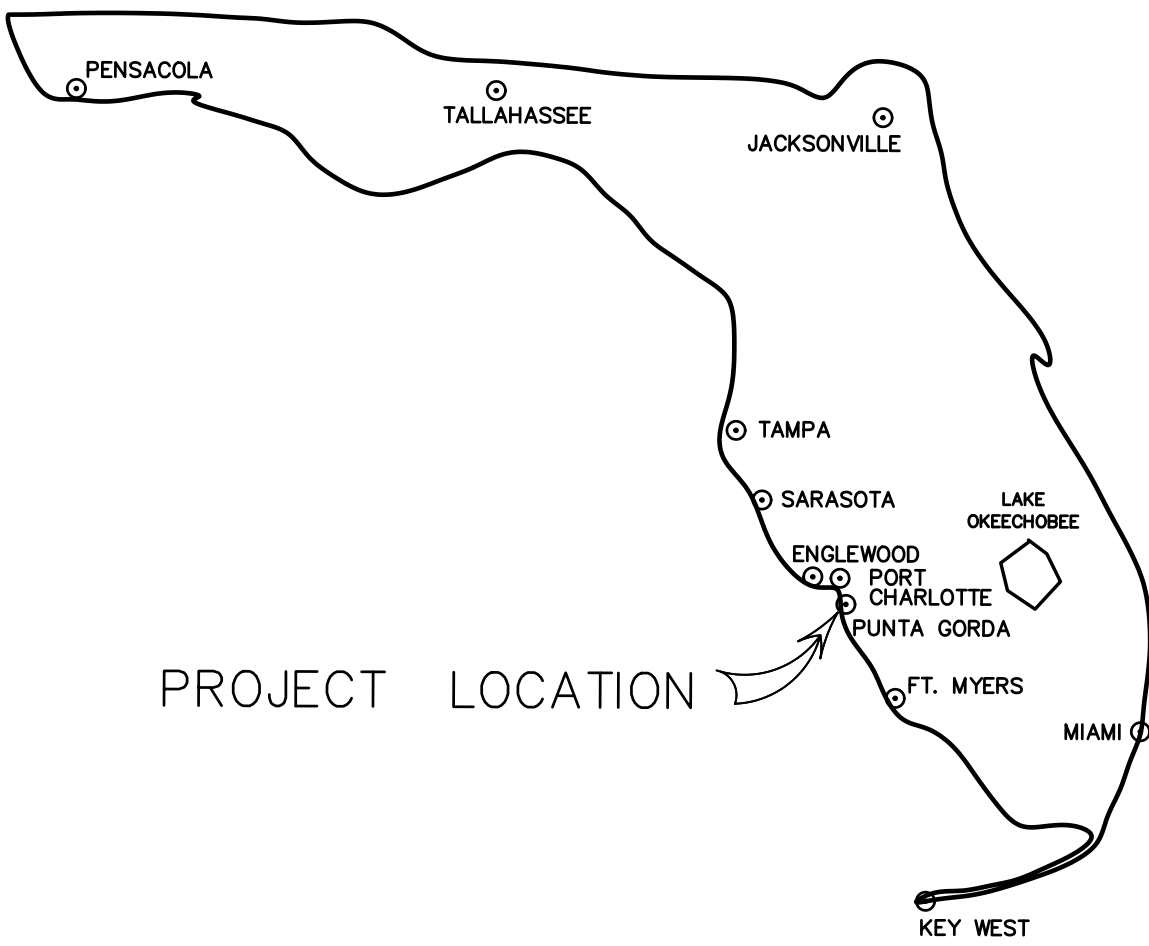 PENSACOLA
TALLAHASSEE
JACKSONVILLE
TAMPA
SARASOTA
LAKE
OKEECHOBEE
ENGLEWOOD
PORT
CHARLOTTE
PUNTA GORDA
PROJECT LOCATION
FT. MYERS
MIAMI
KEY WEST